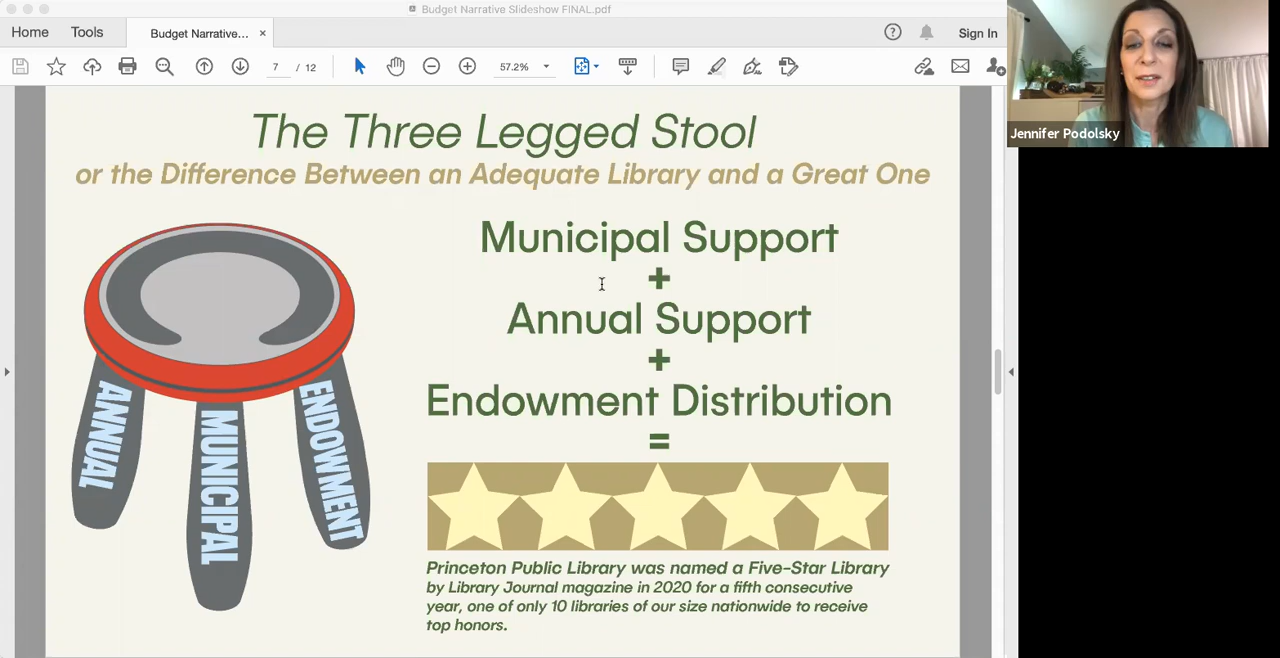 Budget Narrative Slideshow FINAL.pdf
Home Tools Budget Narrative... × Sign In
7 / 12 57.2%
Jennifer Podolsky
The Three Legged Stool
or the Difference Between an Adequate Library and a Great One
Municipal Support
+
Annual Support
+
Endowment Distribution
=
ANNUAL
MUNICIPAL
ENDOWMENT
Princeton Public Library was named a Five-Star Library
by Library Journal magazine in 2020 for a fifth consecutive
year, one of only 10 libraries of our size nationwide to receive
top honors.